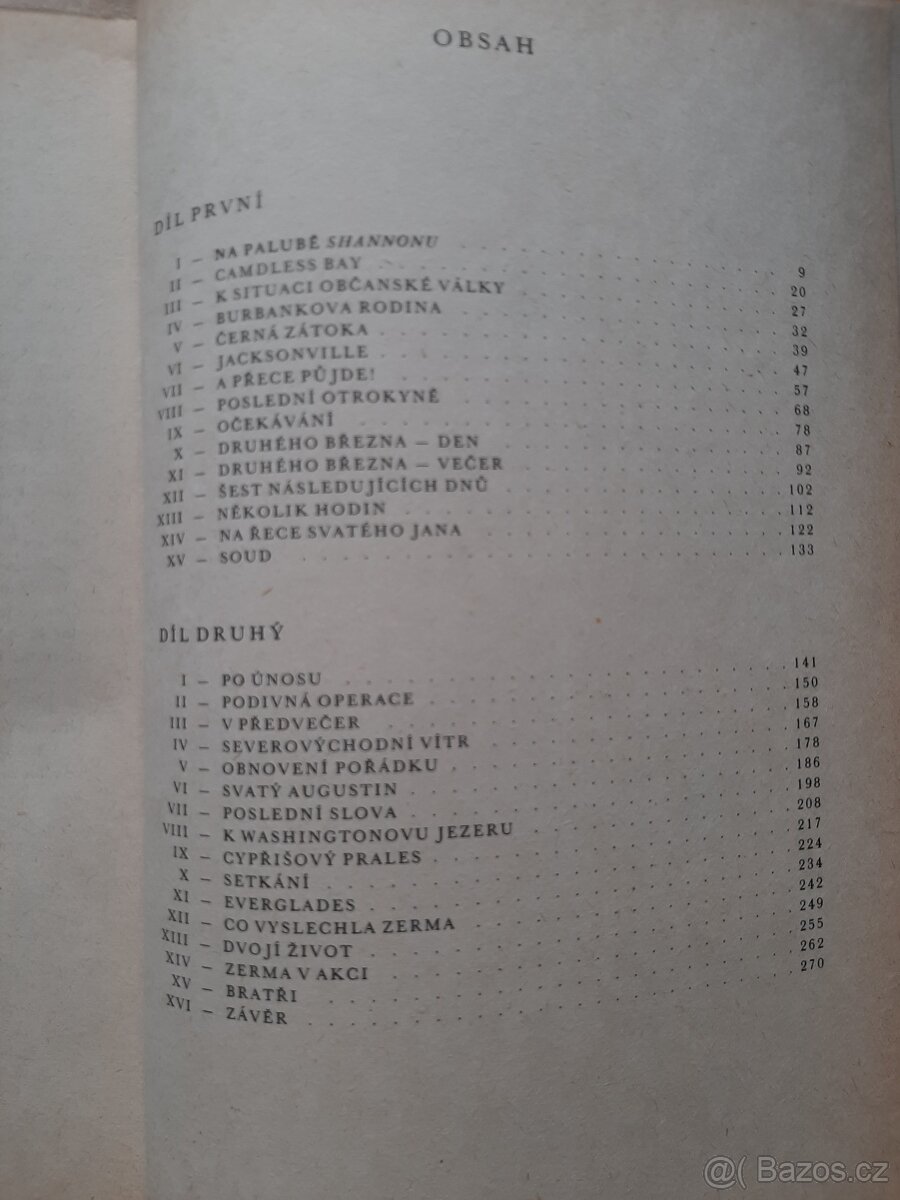 OBSAH
DÍL PRVNÍ
I – NA PALUBĚ SHANNONU . . . . . . . . . . . . . . 9
II – CAMDLESS BAY . . . . . . . . . . . . . . 20
III – K SITUACI OBČANSKÉ VÁLKY . . . . . . . . . . . . 27
IV – BURBANKOVA RODINA . . . . . . . . . . . . . . 32
V – ČERNÁ ZÁTOKA . . . . . . . . . . . . . . 39
VI – JACKSONVILLE . . . . . . . . . . . . . . 47
VII – A PŘECE PŮJDE! . . . . . . . . . . . . . . 57
VIII – POSLEDNÍ OTROKYNĚ . . . . . . . . . . . . . . 68
IX – OČEKÁVÁNÍ . . . . . . . . . . . . . . 78
X – DRUHÉHO BŘEZNA – DEN . . . . . . . . . . . . 87
XI – DRUHÉHO BŘEZNA – VEČER . . . . . . . . . . . . 92
XII – ŠEST NÁSLEDUJÍCÍCH DNŮ . . . . . . . . . . . . 102
XIII – NĚKOLIK HODIN . . . . . . . . . . . . . . 112
XIV – NA ŘECE SVATÉHO JANA . . . . . . . . . . . . 122
XV – SOUD . . . . . . . . . . . . . . 133
DÍL DRUHÝ
I – PO ÚNOSU . . . . . . . . . . . . . . 141
II – PODIVNÁ OPERACE . . . . . . . . . . . . . . 150
III – V PŘEDVEČER . . . . . . . . . . . . . . 158
IV – SEVEROVÝCHODNÍ VÍTR . . . . . . . . . . . . 167
V – OBNOVENÍ POŘÁDKU . . . . . . . . . . . . . . 178
VI – SVATÝ AUGUSTIN . . . . . . . . . . . . . . 186
VII – POSLEDNÍ SLOVA . . . . . . . . . . . . . . 198
VIII – K WASHINGTONOVU JEZERU . . . . . . . . . . . . 208
IX – CYPŘIŠOVÝ PRALES . . . . . . . . . . . . . . 217
X – SETKÁNÍ . . . . . . . . . . . . . . 224
XI – EVERGLADES . . . . . . . . . . . . . . 234
XII – CO VYSLECHLA ZERMA . . . . . . . . . . . . 242
XIII – DVOJÍ ŽIVOT . . . . . . . . . . . . . . 249
XIV – ZERMA V AKCI . . . . . . . . . . . . . . 255
XV – BRATŘI . . . . . . . . . . . . . . 262
XVI – ZÁVĚR . . . . . . . . . . . . . . 270
@( Bazos.cz